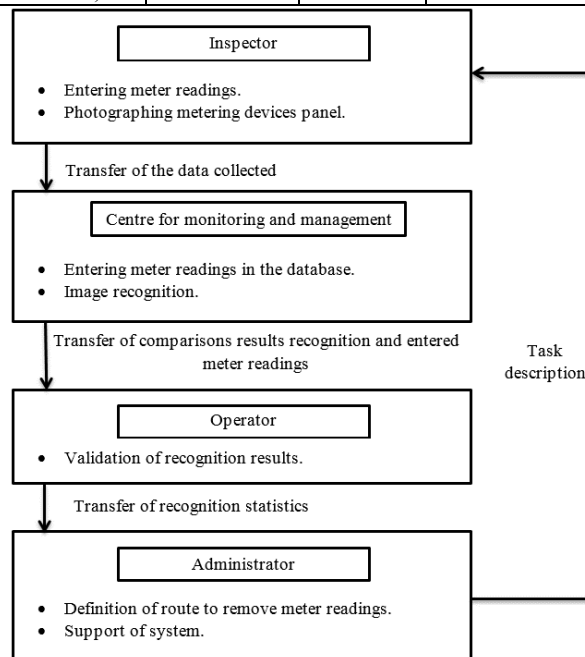 Inspector
• Entering meter readings.
• Photographing metering devices panel.
Transfer of the data collected
Centre for monitoring and management
• Entering meter readings in the database.
• Image recognition.
Transfer of comparisons results recognition and entered
meter readings
Task
description
Operator
• Validation of recognition results.
Transfer of recognition statistics
Administrator
• Definition of route to remove meter readings.
• Support of system.